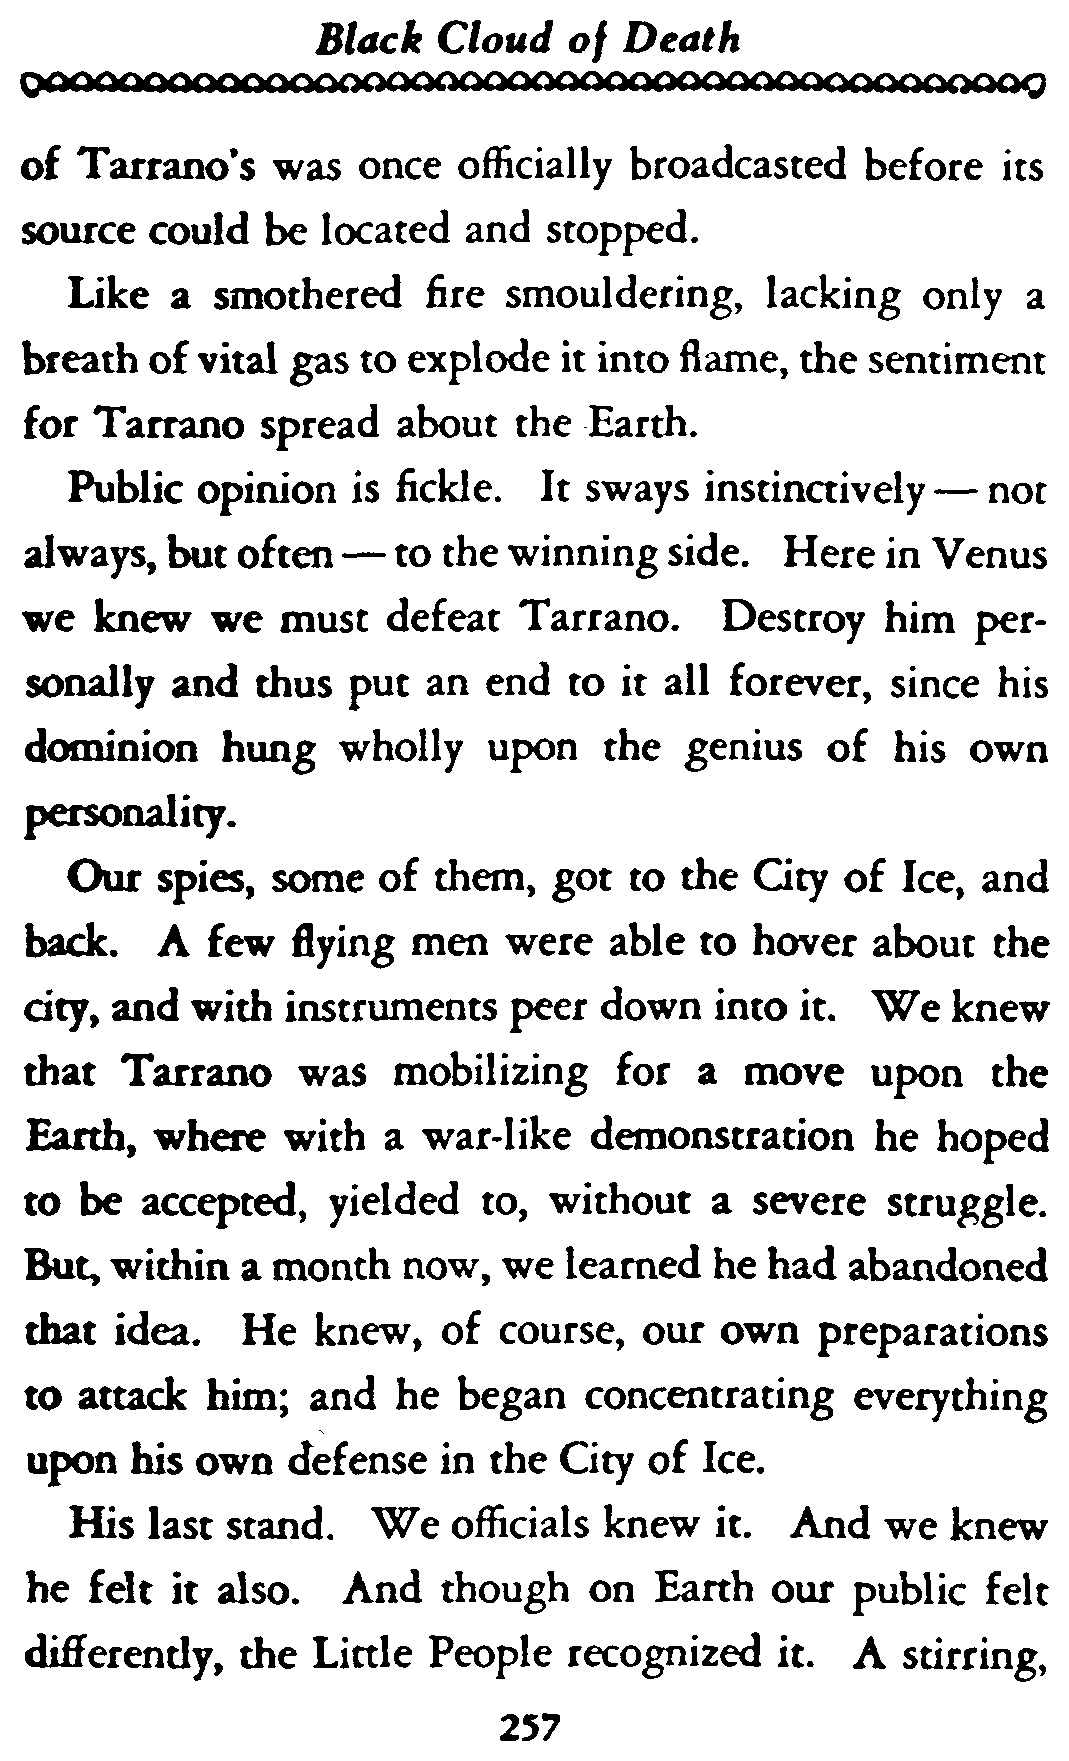 Black Cloud of Death
of Tarrano's was once officially broadcasted before its
source could be located and stopped.
Like a smothered fire smouldering, lacking only a
breath of vital gas to explode it into flame, the sentiment
for Tarrano spread about the Earth.
Public opinion is fickle. It sways instinctively — not
always, but often — to the winning side. Here in Venus
we knew we must defeat Tarrano. Destroy him per-
sonally and thus put an end to it all forever, since his
dominion hung wholly upon the genius of his own
personality.
Our spies, some of them, got to the City of Ice, and
back. A few flying men were able to hover about the
city, and with instruments peer down into it. We knew
that Tarrano was mobilizing for a move upon the
Earth, where with a war-like demonstration he hoped
to be accepted, yielded to, without a severe struggle.
But, within a month now, we learned he had abandoned
that idea. He knew, of course, our own preparations
to attack him; and he began concentrating everything
upon his own defense in the City of Ice.
His last stand. We officials knew it. And we knew
he felt it also. And though on Earth our public felt
differently, the Little People recognized it. A stirring,
257